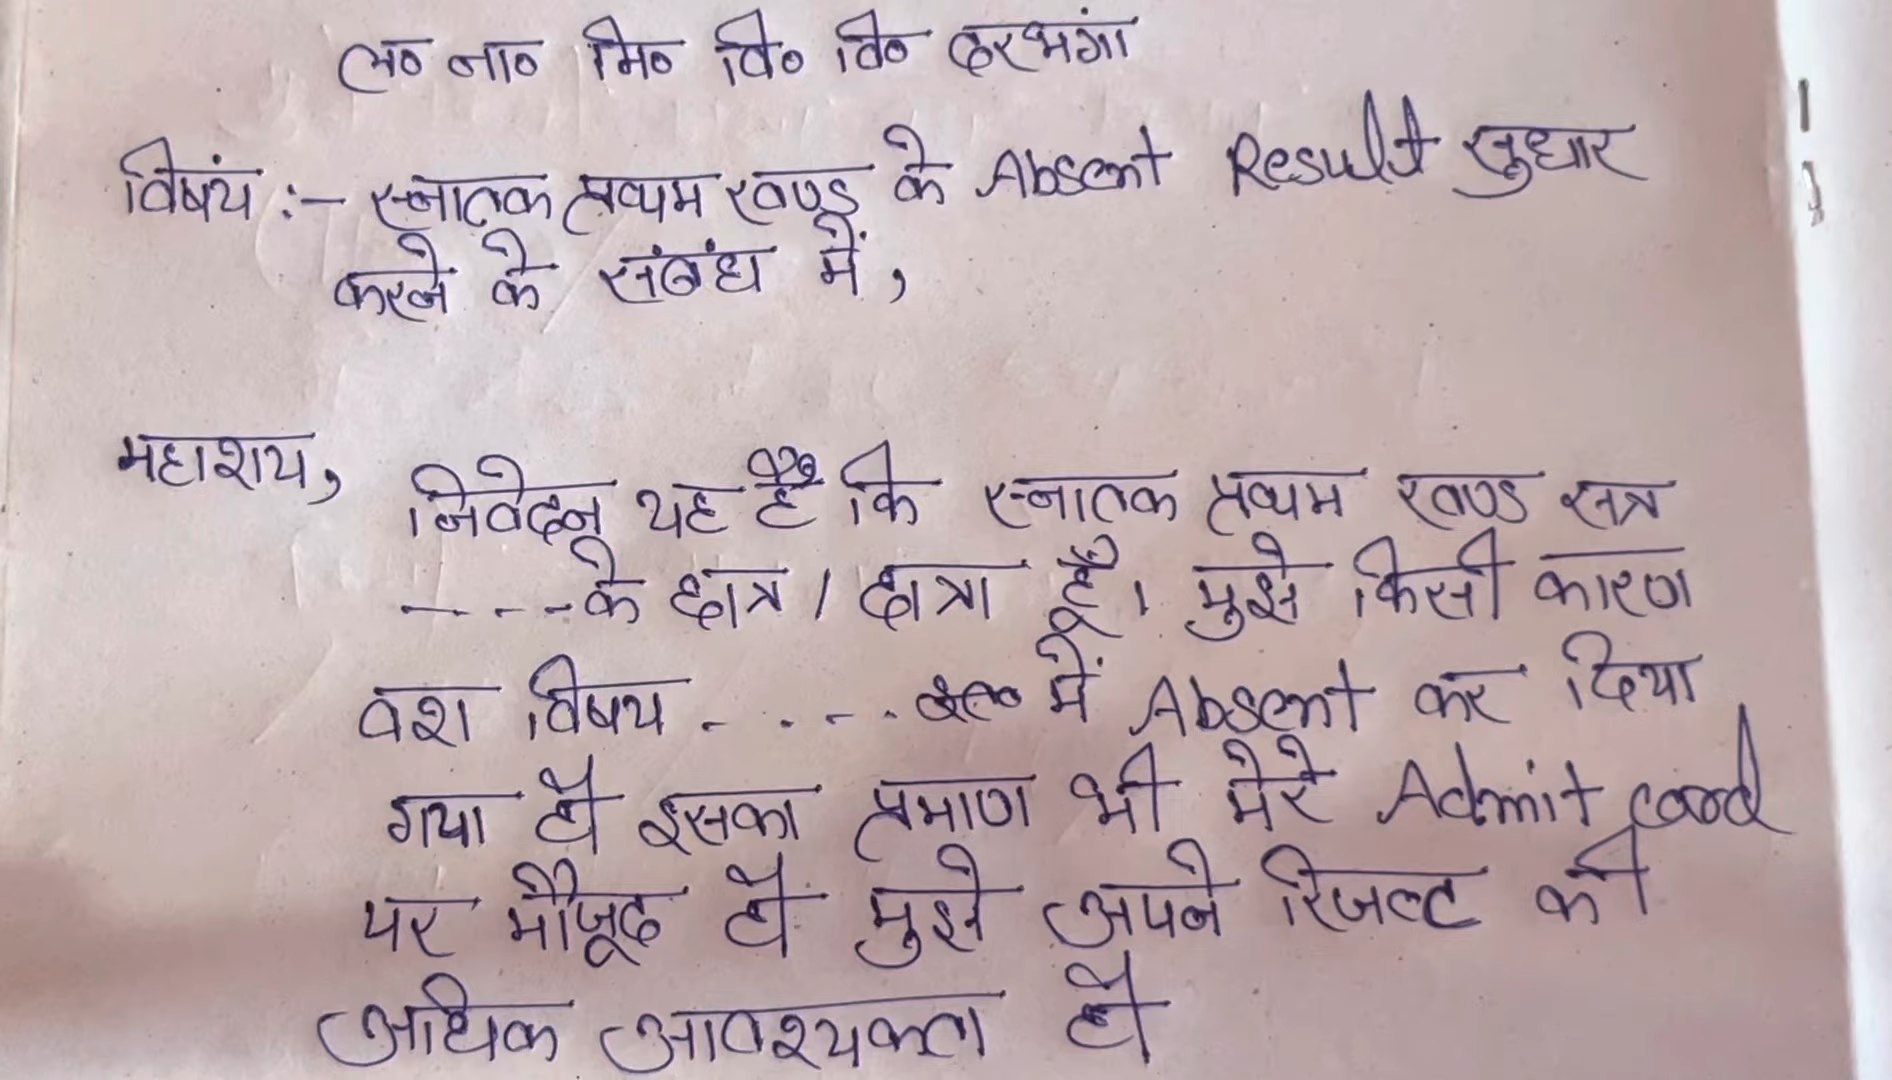 ल० ना० मि० वि० वि० दरभंगा
विषंय :- स्नातक प्रथम खण्ड के Absent Result सुधार
करने के संबंध में,
महाशय,
निवेदन यह है कि स्नातक प्रथम खण्ड सत्र
- - - - के छात्र / छात्रा हूँ। मुझे किसी कारण
वश विषय - . - - . में Absent कर दिया
गया है इसका प्रमाण भी मेरे Admit card
पर मौजूद है मुझे अपने रिजल्ट की
अधिक आवश्यकता है